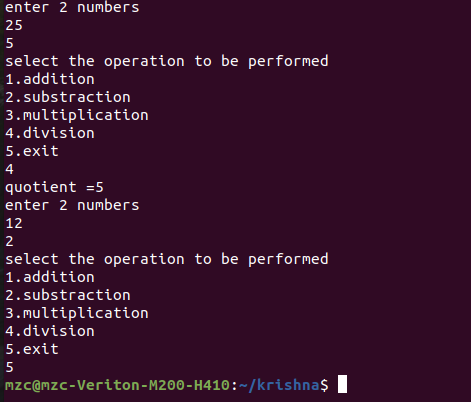 enter 2 numbers
25
5
select the operation to be performed
1.addition
2.substraction
3.multiplication
4.division
5.exit
4
quotient =5
enter 2 numbers
12
2
select the operation to be performed
1.addition
2.substraction
3.multiplication
4.division
5.exit
5
mzc@mzc-Veriton-M200-H410:~/krishna$